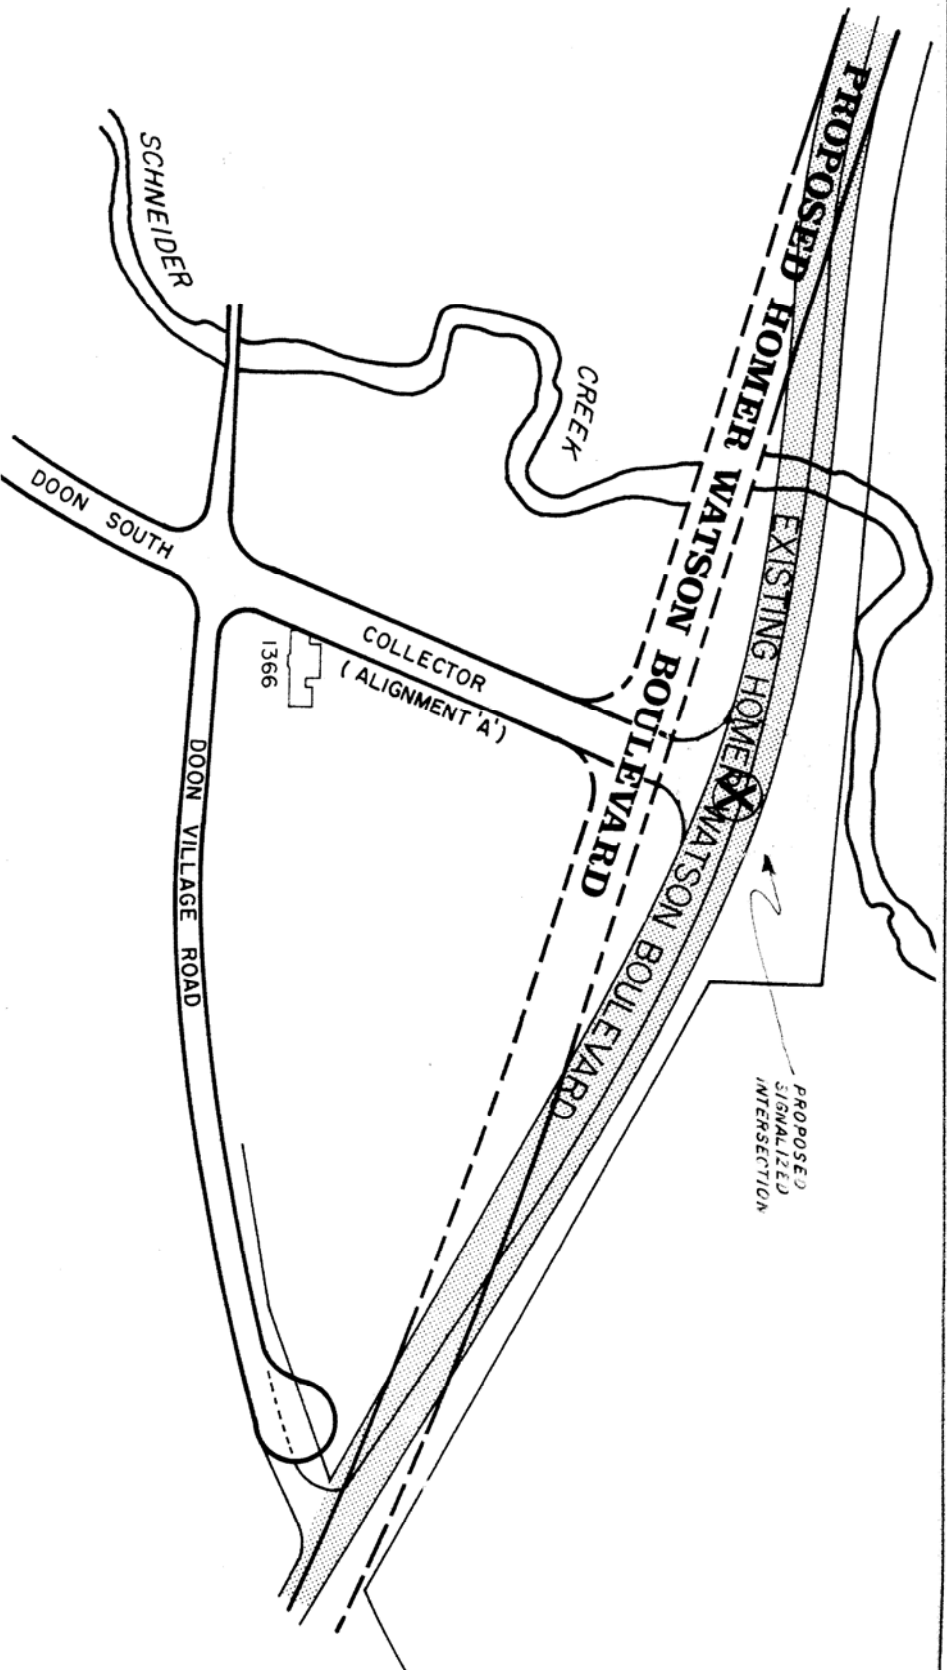 PROPOSED HOMER WATSON BOULEVARD
EXISTING HOMER WATSON BOULEVARD
SCHNEIDER
CREEK
DOON SOUTH
COLLECTOR
(ALIGNMENT 'A')
1366
DOON VILLAGE ROAD
PROPOSED
SIGNALIZED
INTERSECTION
X